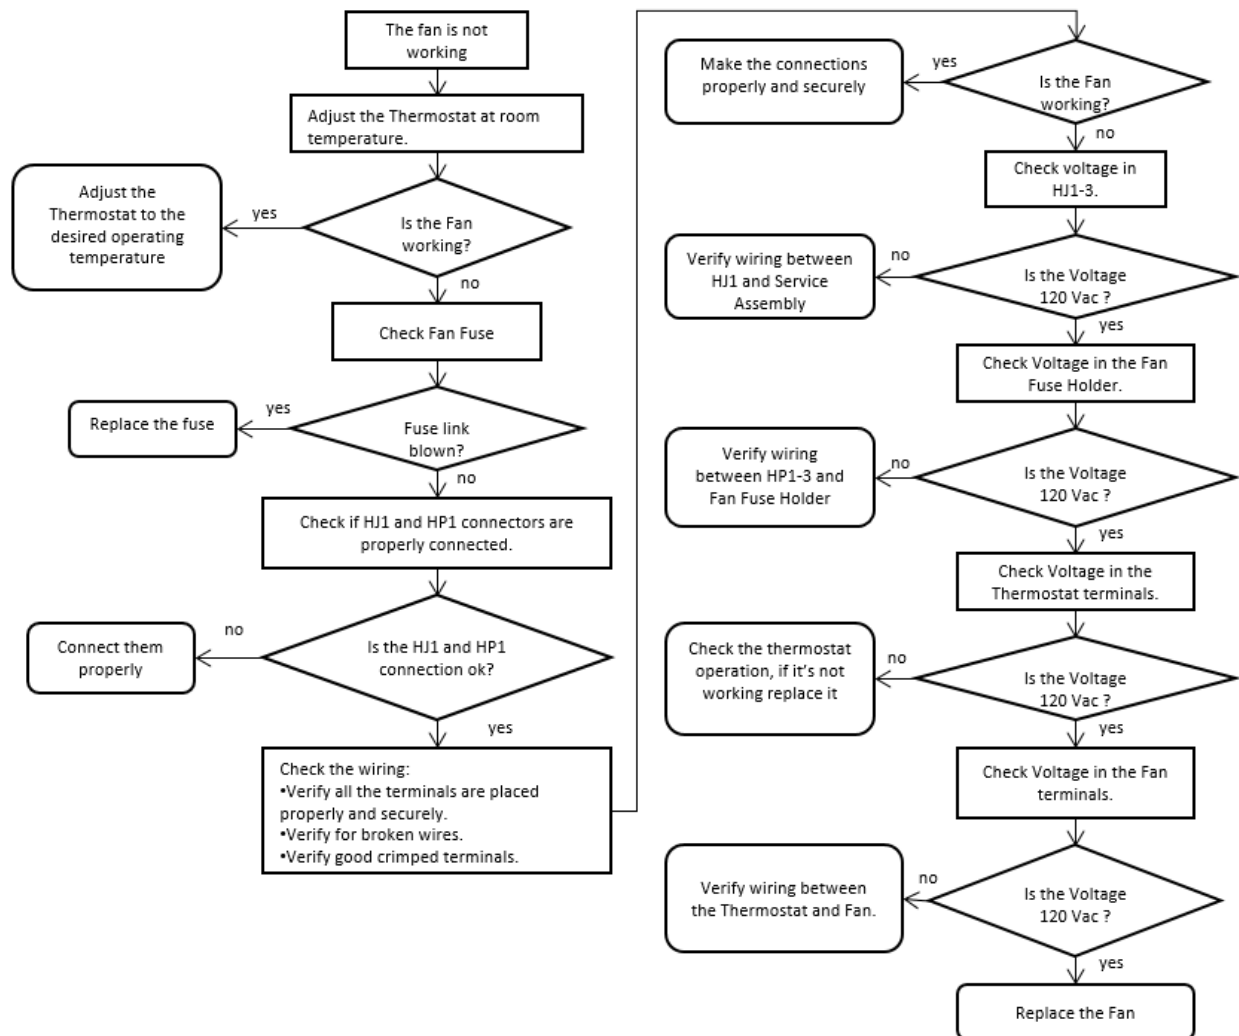 The fan is not
working
Adjust the Thermostat at room
temperature.
Is the Fan
working?
yes
Adjust the
Thermostat to the
desired operating
temperature
no
Check Fan Fuse
Fuse link
blown?
yes
Replace the fuse
no
Check if HJ1 and HP1 connectors are
properly connected.
Is the HJ1 and HP1
connection ok?
no
Connect them
properly
yes
Check the wiring:
•Verify all the terminals are placed
properly and securely.
•Verify for broken wires.
•Verify good crimped terminals.
Is the Fan
working?
yes
Make the connections
properly and securely
no
Check voltage in
HJ1-3.
Is the Voltage
120 Vac ?
no
Verify wiring between
HJ1 and Service
Assembly
yes
Check Voltage in the Fan
Fuse Holder.
Is the Voltage
120 Vac ?
no
Verify wiring
between HP1-3 and
Fan Fuse Holder
yes
Check Voltage in the
Thermostat terminals.
Is the Voltage
120 Vac ?
no
Check the thermostat
operation, if it’s not
working replace it
yes
Check Voltage in the Fan
terminals.
Is the Voltage
120 Vac ?
no
Verify wiring between
the Thermostat and Fan.
yes
Replace the Fan